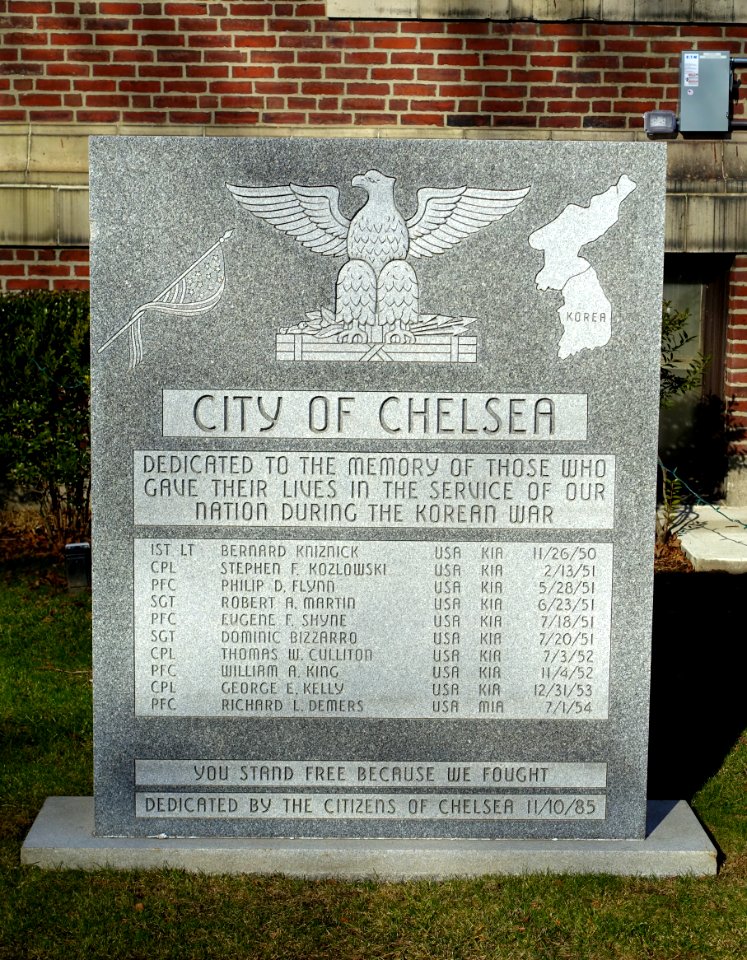 KOREA
CITY OF CHELSEA
DEDICATED TO THE MEMORY OF THOSE WHO
GAVE THEIR LIVES IN THE SERVICE OF OUR
NATION DURING THE KOREAN WAR
1ST LT BERNARD KNIZNICK USA KIA 11/26/50
CPL STEPHEN F. KOZLOWSKI USA KIA 2/13/51
PFC PHILIP D. FLYNN USA KIA 5/28/51
SGT ROBERT A. MARTIN USA KIA 6/23/51
PFC EUGENE F. SHYNE USA KIA 7/18/51
SGT DOMINIC BIZZARRO USA KIA 7/20/51
CPL THOMAS W. CULLITON USA KIA 7/3/52
PFC WILLIAM A. KING USA KIA 11/4/52
CPL GEORGE E. KELLY USA KIA 12/31/53
PFC RICHARD L. DEMERS USA MIA 7/1/54
YOU STAND FREE BECAUSE WE FOUGHT
DEDICATED BY THE CITIZENS OF CHELSEA 11/10/85